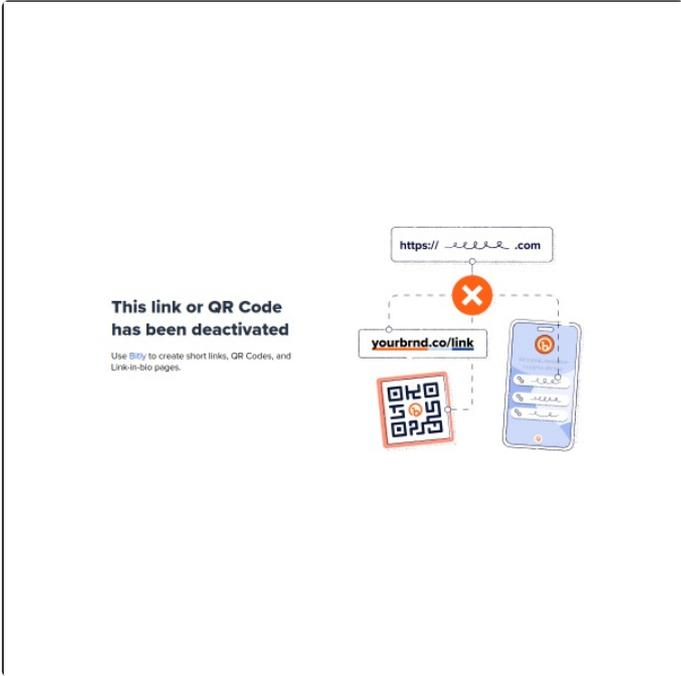 https:// .com
This link or QR Code
has been deactivated
yourbrnd.co/link
Use Bitly to create short links, QR Codes, and
Link-in-bio pages.